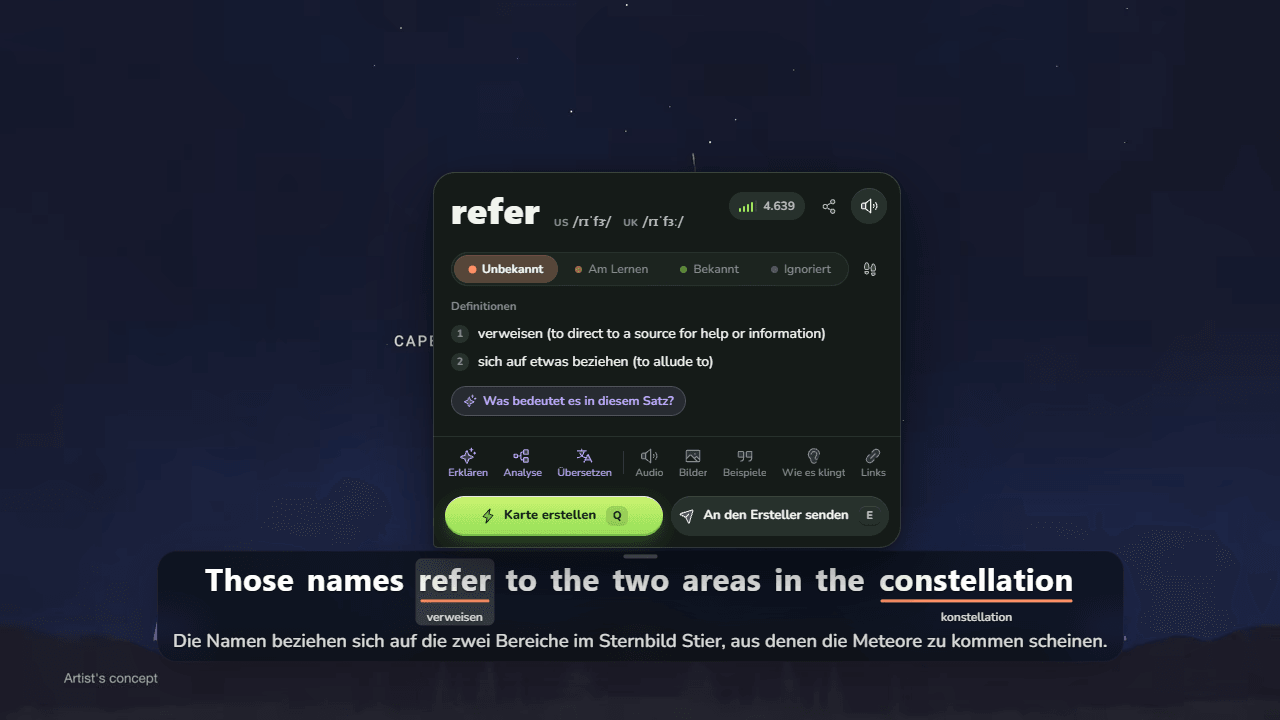 refer US /rɪˈfɝ/ UK /rɪˈfɜː/ 4.639
Unbekannt Am Lernen Bekannt Ignoriert
Definitionen
1 verweisen (to direct to a source for help or information)
CAPE
2 sich auf etwas beziehen (to allude to)
Was bedeutet es in diesem Satz?
Erklären Analyse Übersetzen Audio Bilder Beispiele Wie es klingt Links
Karte erstellen Q An den Ersteller senden E
Those names refer to the two areas in the constellation
verweisen konstellation
Die Namen beziehen sich auf die zwei Bereiche im Sternbild Stier, aus denen die Meteore zu kommen scheinen.
Artist's concept